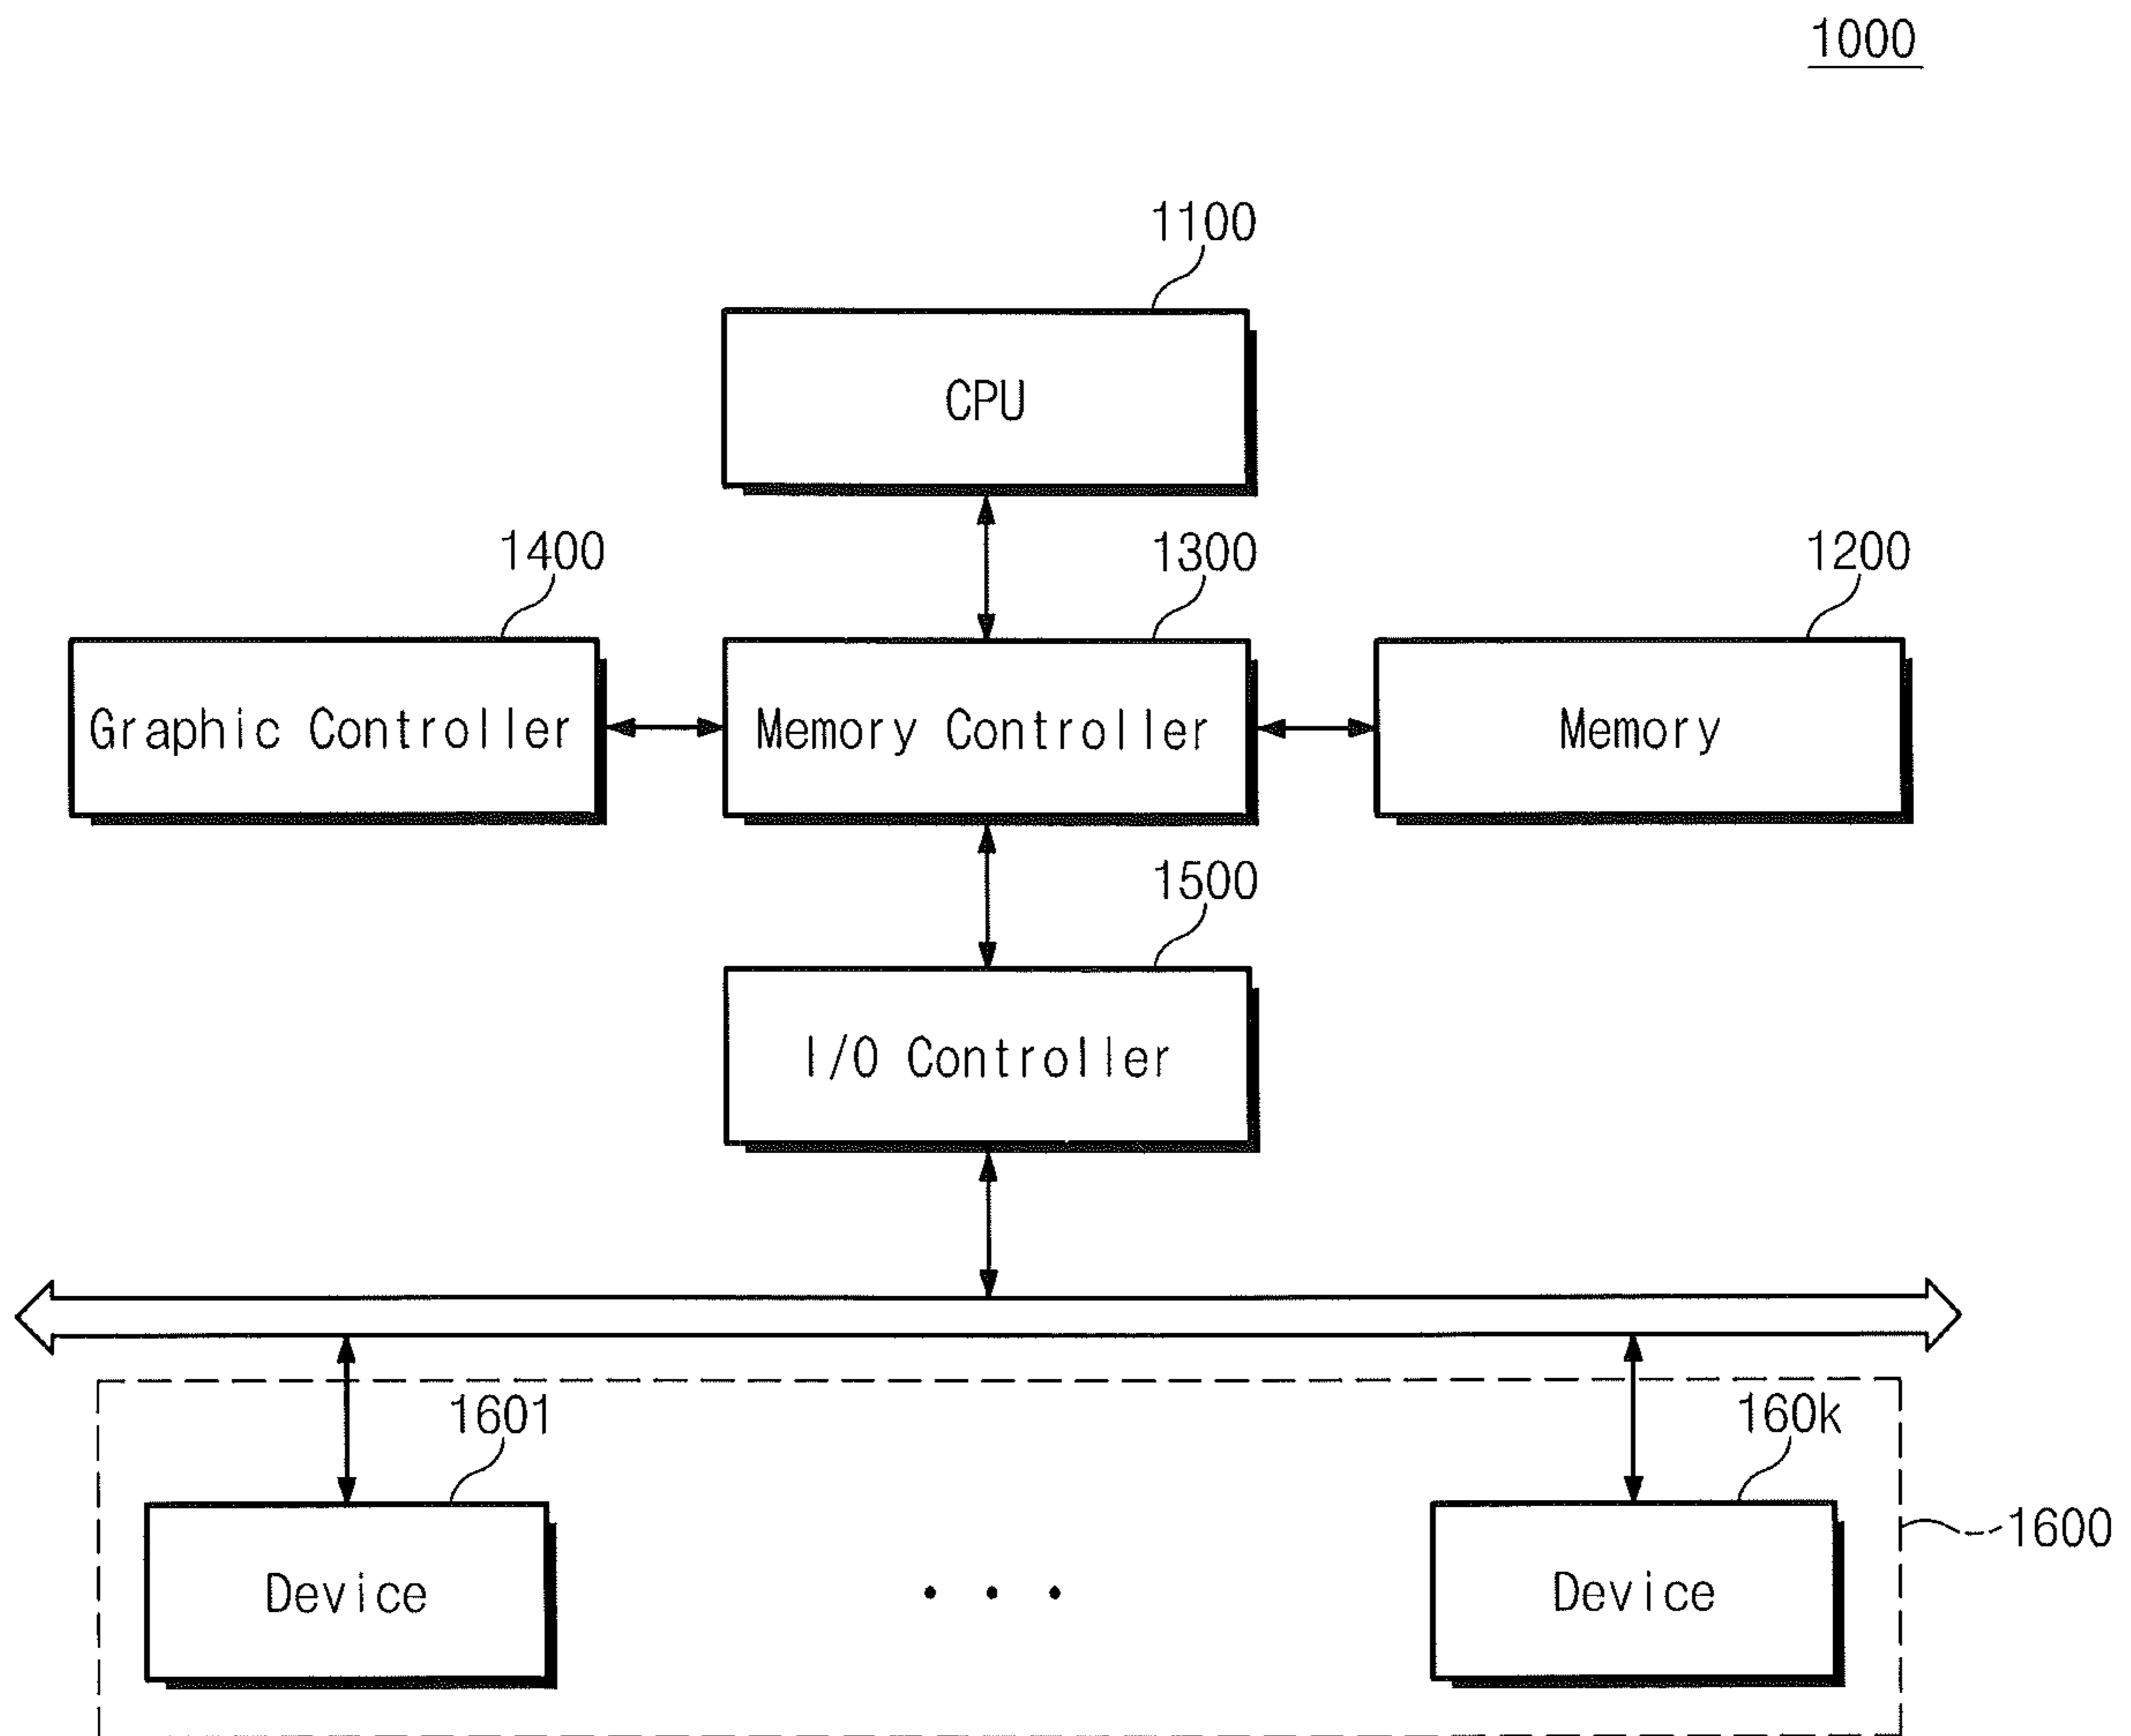 1000
1100
CPU
1400
1300
1200
Graphic Controller
Memory Controller
Memory
1500
I/O Controller
1601
160k
1600
Device
. . .
Device